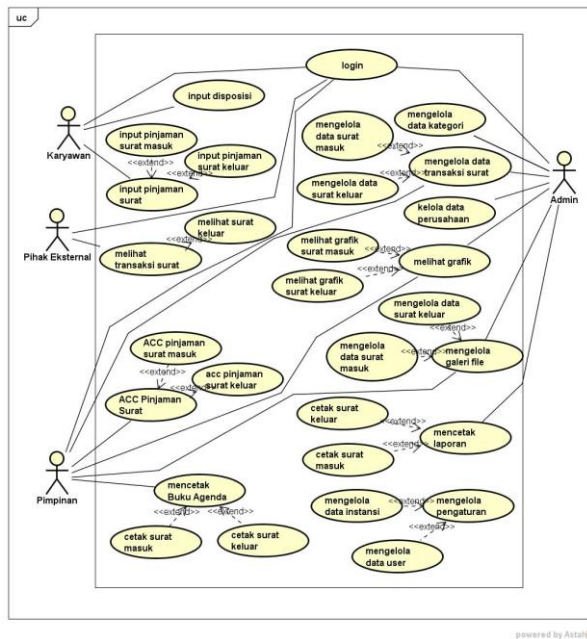 uc
login
input disposisi
mengelola
data kategori
mengelola
data surat
masuk
<<extend>>
input pinjaman
surat masuk
Karyawan
<<extend>>
input pinjaman
surat keluar
<<extend>>
input pinjaman
surat
mengelola data
transaksi surat
mengelola data
surat keluar
<<extend>>
Admin
kelola data
perusahaan
melihat surat
keluar
<<extend>>
Pihak Eksternal
melihat
transaksi surat
melihat grafik
surat masuk
<<extend>>
melihat grafik
melihat grafik
surat keluar
<<extend>>
mengelola data
surat keluar
<<extend>>
mengelola
data surat
masuk
<<extend>>
mengelola
galeri file
ACC pinjaman
surat masuk
<<extend>>
acc pinjaman
surat keluar
<<extend>>
ACC Pinjaman
Surat
cetak surat
keluar
<<extend>>
mencetak
laporan
cetak surat
masuk
<<extend>>
Pimpinan
mencetak
Buku Agenda
<<extend>>
<<extend>>
cetak surat
masuk
cetak surat
keluar
mengelola
data instansi
<<extend>>
mengelola
pengaturan
<<extend>>
mengelola
data user
powered by Astah